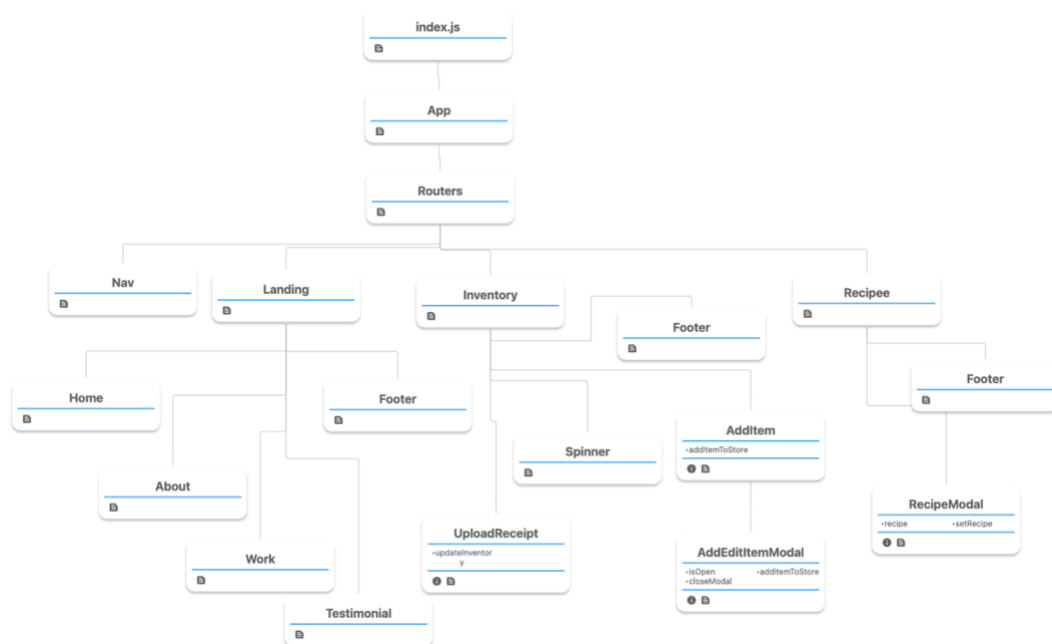 index.js
App
Routers
Nav
Landing
Inventory
Recipee
Footer
Home
Footer
Footer
AddItem
-addItemToStore
Spinner
About
RecipeModal
-recipe -setRecipe
UploadReceipt
-updateInventor
y
Work
AddEditItemModal
-isOpen -addItemToStore
-closeModal
Testimonial